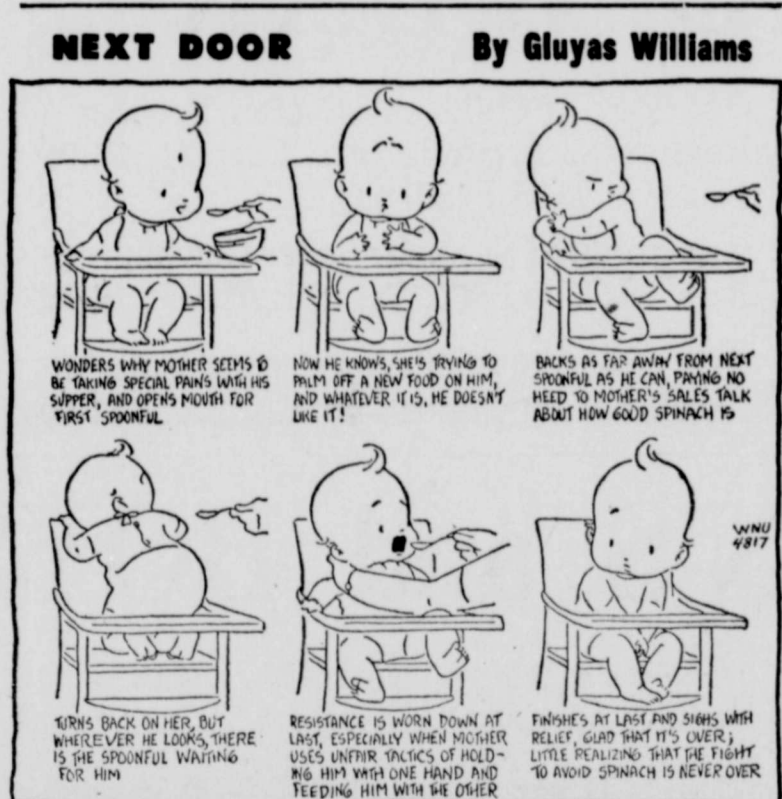 NEXT DOOR By Gluyas Williams
WONDERS WHY MOTHER SEEMS TO
BE TAKING SPECIAL PAINS WITH HIS
SUPPER, AND OPENS MOUTH FOR
FIRST SPOONFUL
NOW HE KNOWS, SHE'S TRYING TO
PALM OFF A NEW FOOD ON HIM,
AND WHATEVER IT IS, HE DOESN'T
LIKE IT!
BACKS AS FAR AWAY FROM NEXT
SPOONFUL AS HE CAN, PAYING NO
HEED TO MOTHER'S SALES TALK
ABOUT HOW GOOD SPINACH IS
TURNS BACK ON HER, BUT
WHEREVER HE LOOKS, THERE
IS THE SPOONFUL WAITING
FOR HIM
RESISTANCE IS WORN DOWN AT
LAST, ESPECIALLY WHEN MOTHER
USES UNFAIR TACTICS OF HOLD-
ING HIM WITH ONE HAND AND
FEEDING HIM WITH THE OTHER
WNU
4817
FINISHES AT LAST AND SIGHS WITH
RELIEF, GLAD THAT IT'S OVER;
LITTLE REALIZING THAT THE FIGHT
TO AVOID SPINACH IS NEVER OVER